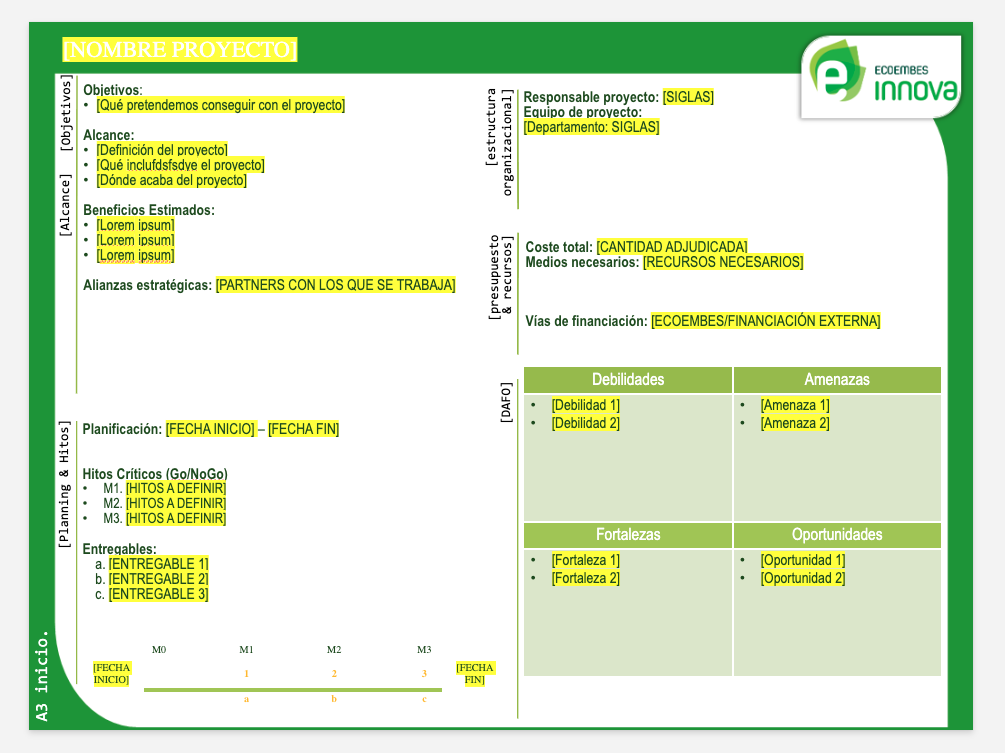 [NOMBRE PROYECTO]
ECOEMBES
innova
[Objetivos]
Objetivos:
• [Qué pretendemos conseguir con el proyecto]
[Alcance]
Alcance:
• [Definición del proyecto]
• [Qué inclufdsfsdye el proyecto]
• [Dónde acaba del proyecto]
Beneficios Estimados:
• [Lorem ipsum]
• [Lorem ipsum]
• [Lorem ipsum]
Alianzas estratégicas: [PARTNERS CON LOS QUE SE TRABAJA]
[Planning & Hitos]
Planificación: [FECHA INICIO] – [FECHA FIN]
Hitos Críticos (Go/NoGo)
• M1. [HITOS A DEFINIR]
• M2. [HITOS A DEFINIR]
• M3. [HITOS A DEFINIR]
Entregables:
a. [ENTREGABLE 1]
b. [ENTREGABLE 2]
c. [ENTREGABLE 3]
M0 M1 M2 M3
[FECHA
INICIO]
1 2 3
[FECHA
FIN]
a b c
A3 inicio.
[estructura
organizacional]
Responsable proyecto: [SIGLAS]
Equipo de proyecto:
[Departamento: SIGLAS]
[presupuesto
& recursos]
Coste total: [CANTIDAD ADJUDICADA]
Medios necesarios: [RECURSOS NECESARIOS]
Vías de financiación: [ECOEMBES/FINANCIACIÓN EXTERNA]
[DAFO]
Debilidades
• [Debilidad 1]
• [Debilidad 2]
Amenazas
• [Amenaza 1]
• [Amenaza 2]
Fortalezas
• [Fortaleza 1]
• [Fortaleza 2]
Oportunidades
• [Oportunidad 1]
• [Oportunidad 2]